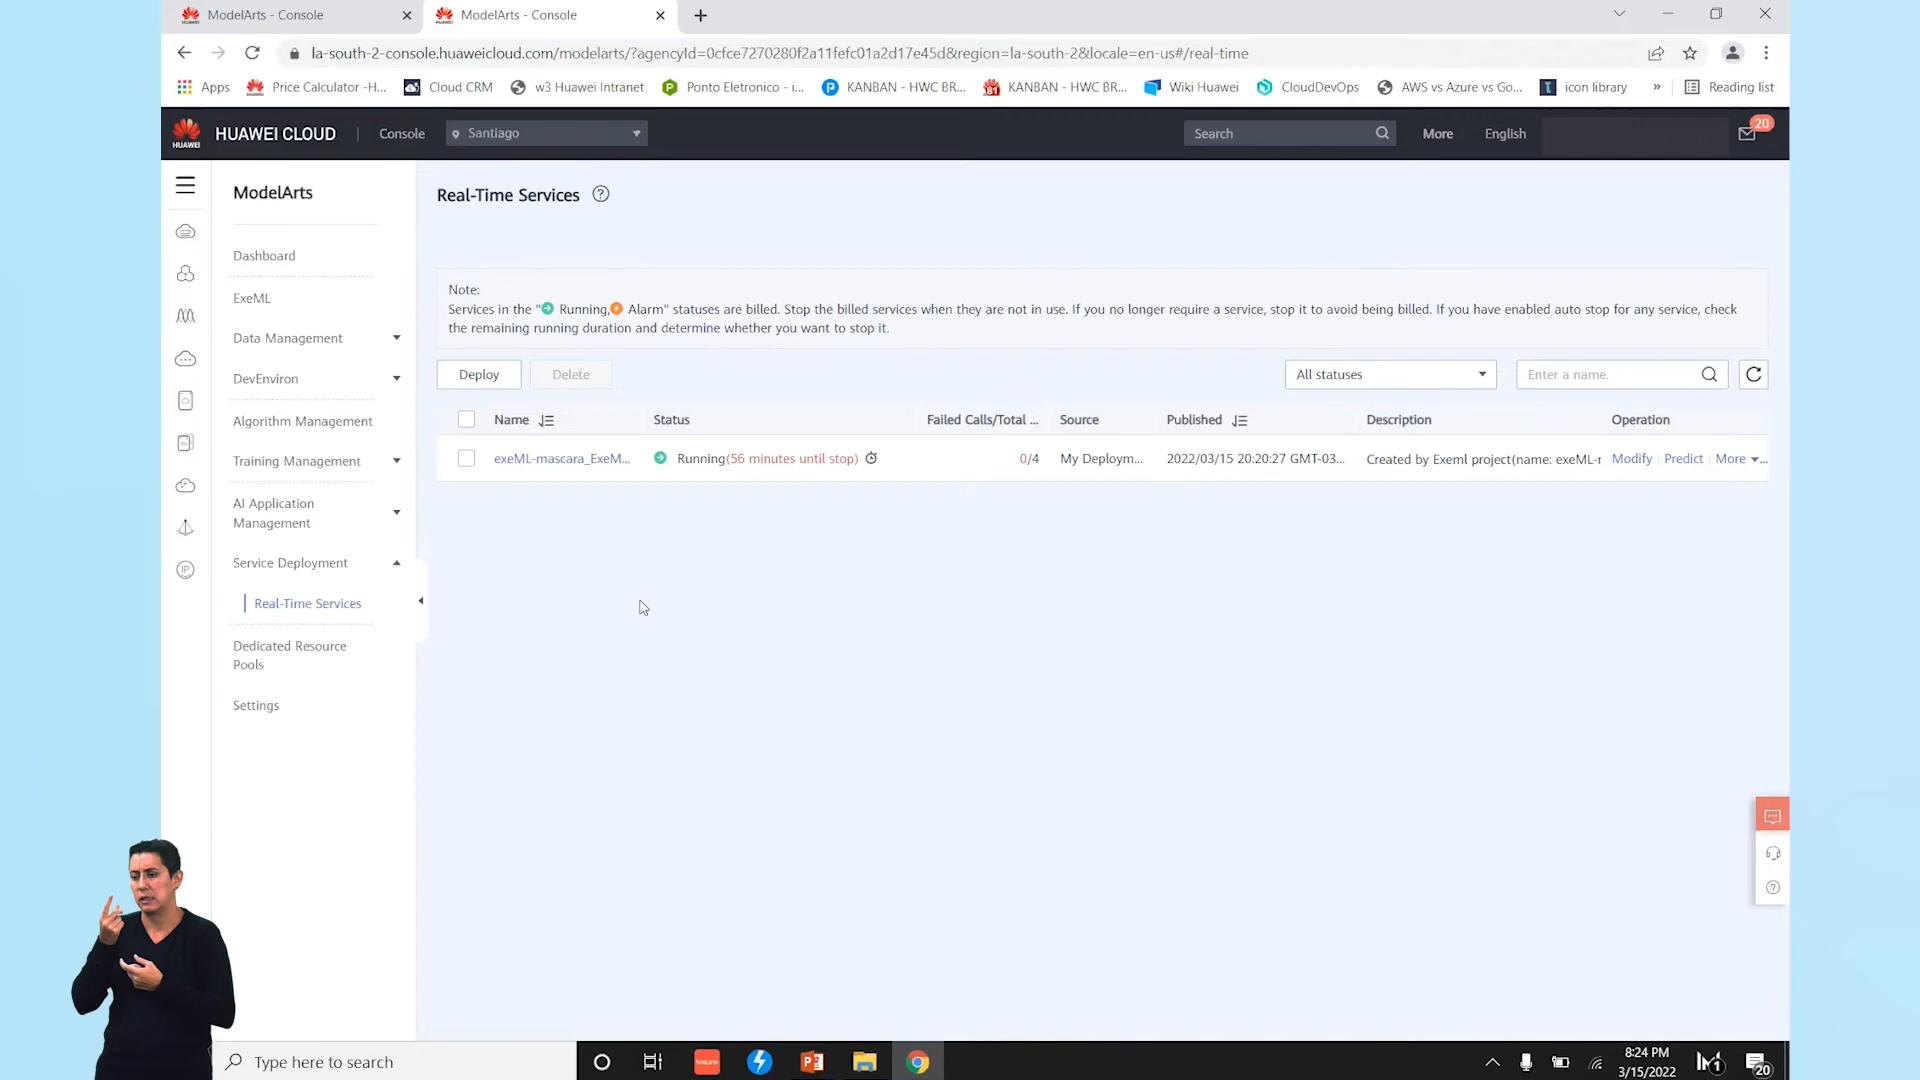 ModelArts - Console
ModelArts - Console
la-south-2-console.huaweicloud.com/modelarts/?agencyId=0cfce7270280f2a11fefc01a2d17e45d&region=la-south-2&locale=en-us#/real-time
Apps
Price Calculator -H...
Cloud CRM
w3 Huawei Intranet
Ponto Eletronico - i...
KANBAN - HWC BR...
KANBAN - HWC BR...
Wiki Huawei
CloudDevOps
AWS vs Azure vs Go...
icon library
»
Reading list
HUAWEI
HUAWEI CLOUD | Console
Santiago
Search
More
English
20
ModelArts
Dashboard
ExeML
Data Management
DevEnviron
Algorithm Management
Training Management
AI Application
Management
Service Deployment
Real-Time Services
Dedicated Resource
Pools
Settings
Real-Time Services
Note:
Services in the " Running, Alarm" statuses are billed. Stop the billed services when they are not in use. If you no longer require a service, stop it to avoid being billed. If you have enabled auto stop for any service, check
the remaining running duration and determine whether you want to stop it.
Deploy
Delete
All statuses
Enter a name.
Name Status Failed Calls/Total ... Source Published Description Operation
exeML-mascara_ExeM... Running(56 minutes until stop) 0/4 My Deploym... 2022/03/15 20:20:27 GMT-03... Created by Exeml project(name: exeML-r Modify Predict More ...
Type here to search
8:24 PM
3/15/2022
1
20